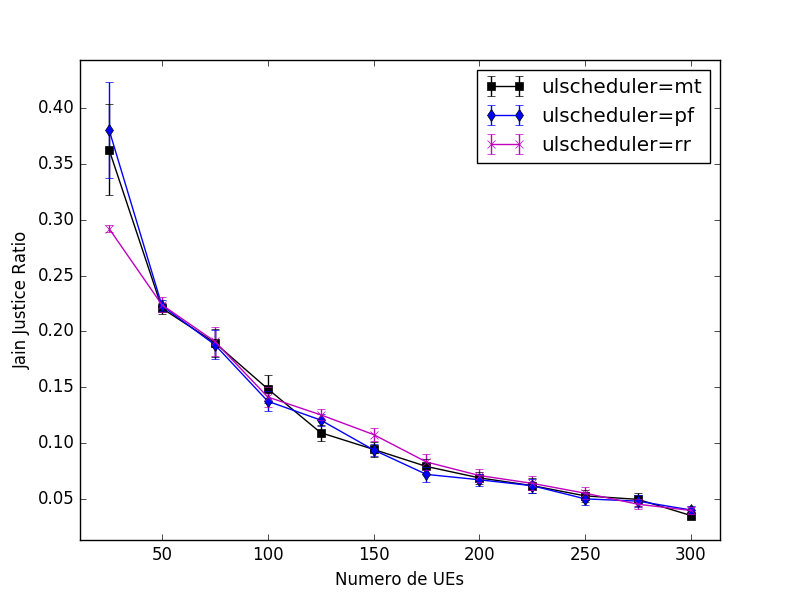 ulscheduler=mt
ulscheduler=pf
ulscheduler=rr
0.40
0.35
0.30
0.25
0.20
0.15
0.10
0.05
Jain Justice Ratio
50 100 150 200 250 300
Numero de UEs